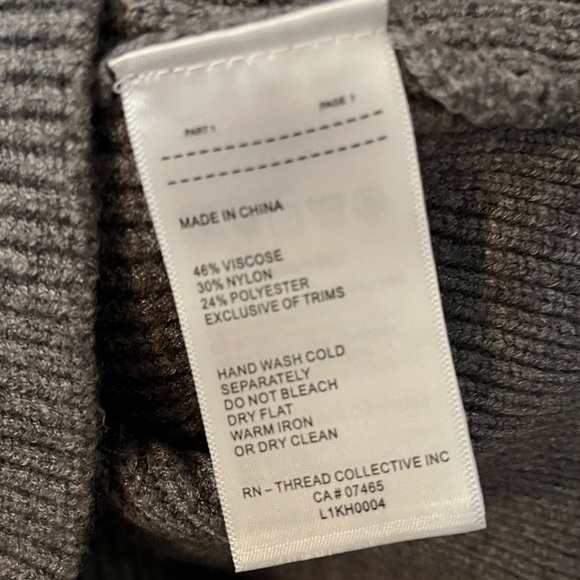 PART 1 PAGE 1
MADE IN CHINA
46% VISCOSE
30% NYLON
24% POLYESTER
EXCLUSIVE OF TRIMS
HAND WASH COLD
SEPARATELY
DO NOT BLEACH
DRY FLAT
WARM IRON
OR DRY CLEAN
RN – THREAD COLLECTIVE INC
CA# 07465
L1KH0004